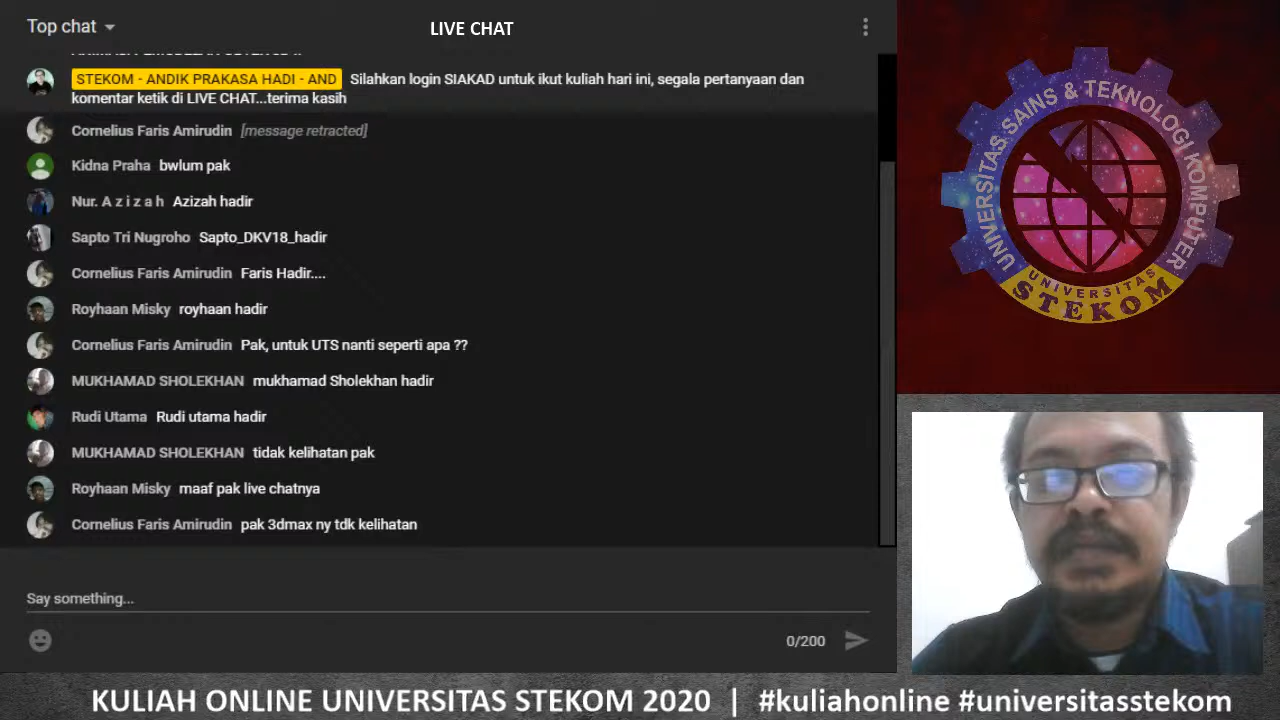 Top chat
LIVE CHAT
STEKOM - ANDIK PRAKASA HADI - AND Silahkan login SIAKAD untuk ikut kuliah hari ini, segala pertanyaan dan
komentar ketik di LIVE CHAT...terima kasih
Cornelius Faris Amirudin [message retracted]
Kidna Praha bwlum pak
Nur. A z i z a h Azizah hadir
Sapto Tri Nugroho Sapto_DKV18_hadir
Cornelius Faris Amirudin Faris Hadir....
Royhaan Misky royhaan hadir
Cornelius Faris Amirudin Pak, untuk UTS nanti seperti apa ??
MUKHAMAD SHOLEKHAN mukhamad Sholekhan hadir
Rudi Utama Rudi utama hadir
MUKHAMAD SHOLEKHAN tidak kelihatan pak
Royhaan Misky maaf pak live chatnya
Cornelius Faris Amirudin pak 3dmax ny tdk kelihatan
Say something...
0/200
UNIVERSITAS SAINS & TEKNOLOGI KOMPUTER
UNIVERSITAS
STEKOM
KULIAH ONLINE UNIVERSITAS STEKOM 2020 | #kuliahonline #universitasstekom